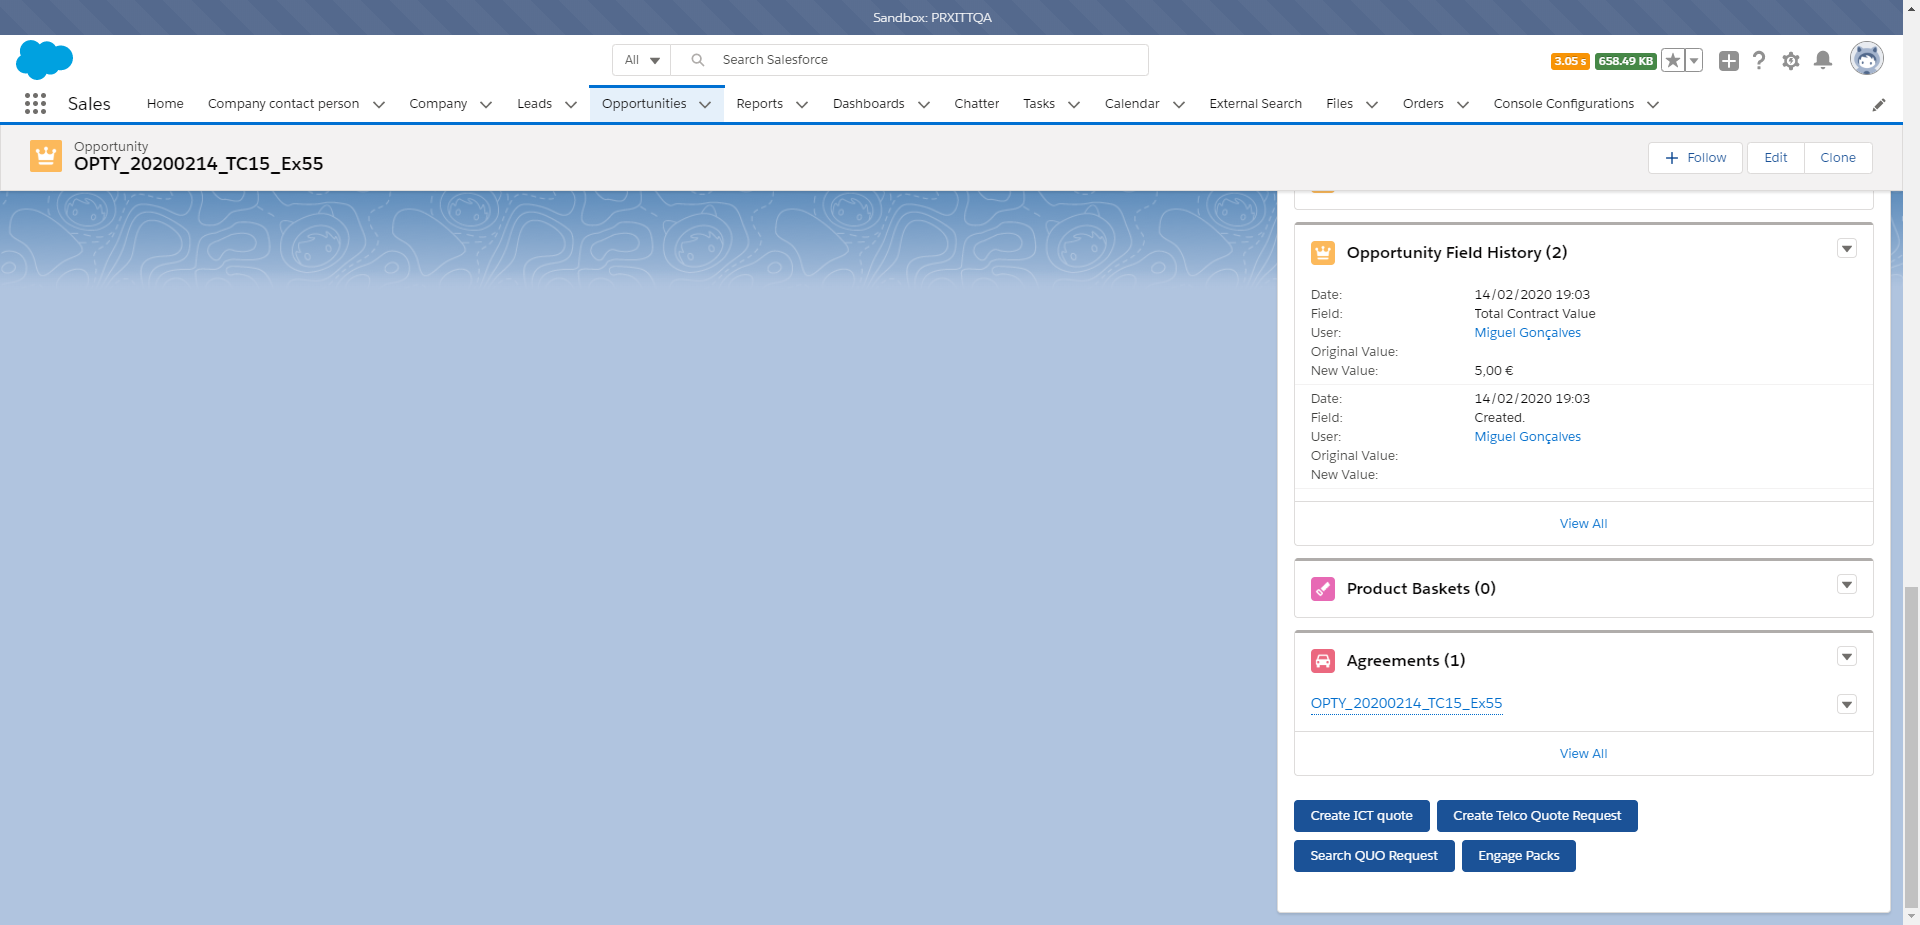 Sandbox: PRXITTQA
All
Search Salesforce
3.05 s
658.49 KB
Sales
Home
Company contact person
Company
Leads
Opportunities
Reports
Dashboards
Chatter
Tasks
Calendar
External Search
Files
Orders
Console Configurations
Opportunity
OPTY_20200214_TC15_Ex55
Follow
Edit
Clone
Opportunity Field History (2)
Date: 14/02/2020 19:03
Field: Total Contract Value
User: Miguel Gonçalves
Original Value:
New Value: 5,00 €
Date: 14/02/2020 19:03
Field: Created.
User: Miguel Gonçalves
Original Value:
New Value:
View All
Product Baskets (0)
Agreements (1)
OPTY_20200214_TC15_Ex55
View All
Create ICT quote
Create Telco Quote Request
Search QUO Request
Engage Packs